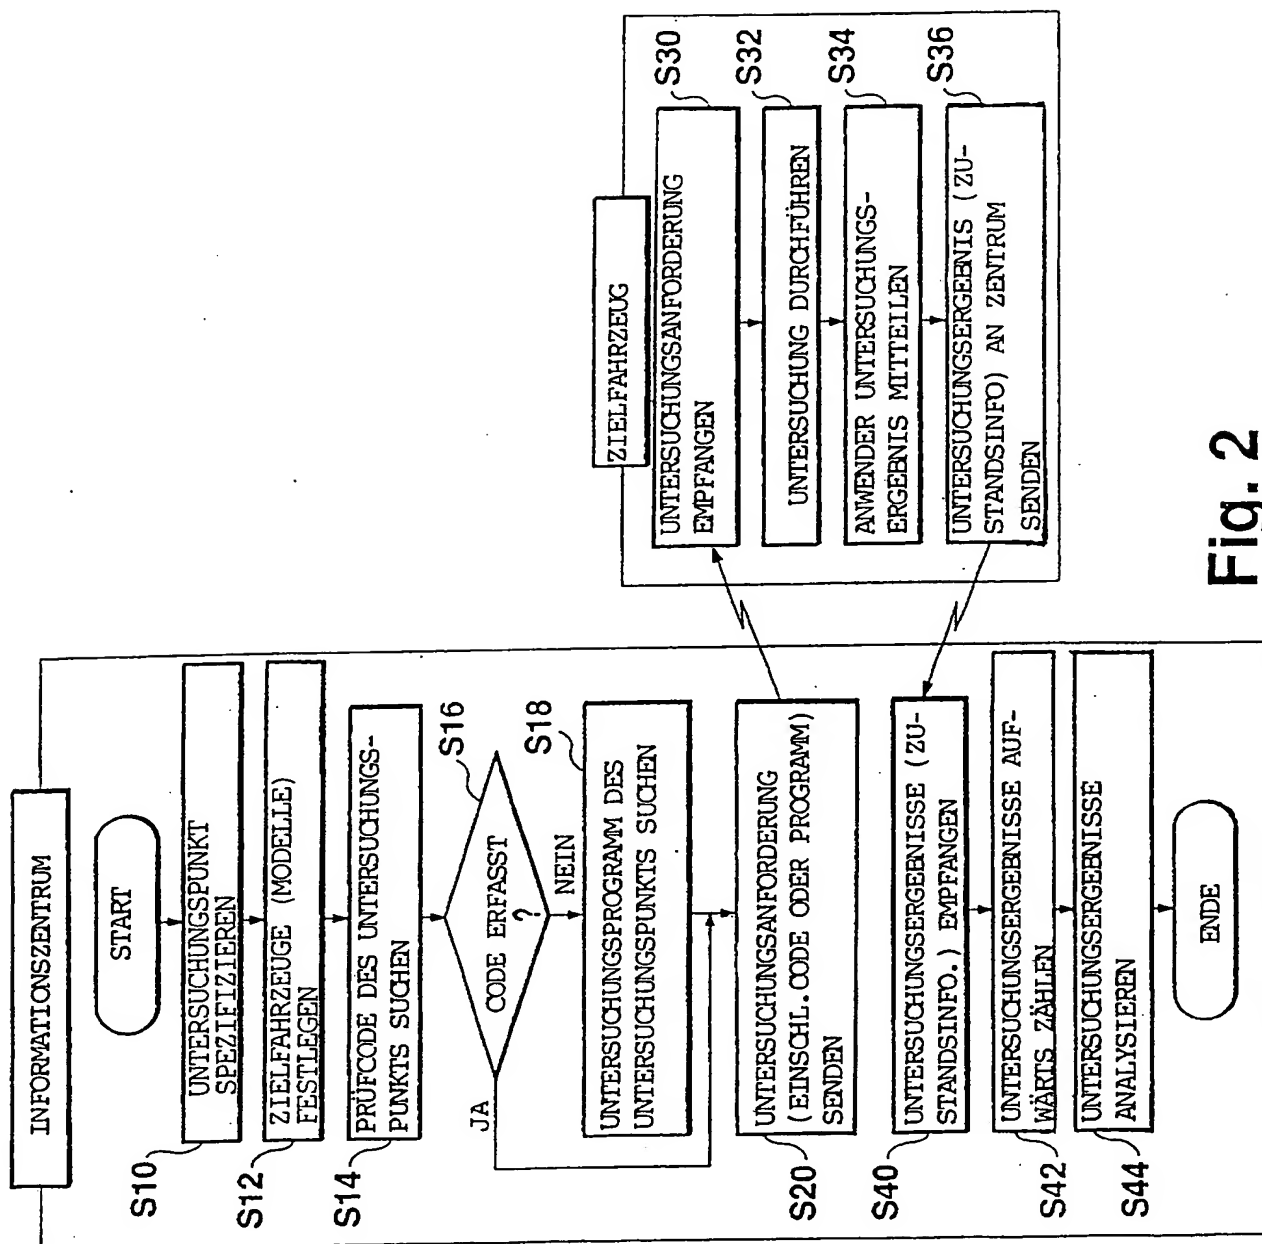 INFORMATIONSZENTRUM
START
S10
UNTERSUCHUNGSPUNKT
SPEZIFIZIEREN
S12
ZIELFAHRZEUGE (MODELLE)
FESTLEGEN
S14
PRÜFCODE DES UNTERSUCHUNGS-
PUNKTS SUCHEN
S16
CODE ERFASST
?
JA
NEIN
S18
UNTERSUCHUNGSPROGRAMM DES
UNTERSUCHUNGSPUNKTS SUCHEN
S20
UNTERSUCHUNGSANFORDERUNG
(EINSCHL.CODE ODER PROGRAMM)
SENDEN
S40
UNTERSUCHUNGSERGEBNISSE (ZU-
STANDSINFO.) EMPFANGEN
S42
UNTERSUCHUNGSERGEBNISSE AUF-
WÄRTS ZÄHLEN
S44
UNTERSUCHUNGSERGEBNISSE
ANALYSIEREN
ENDE
ZIELFAHRZEUG
S30
UNTERSUCHUNGSANFORDERUNG
EMPFANGEN
S32
UNTERSUCHUNG DURCHFÜHREN
S34
ANWENDER UNTERSUCHUNGS-
ERGEBNIS MITTEILEN
S36
UNTERSUCHUNGSERGEBNIS (ZU-
STANDSINFO) AN ZENTRUM
SENDEN
Fig. 2